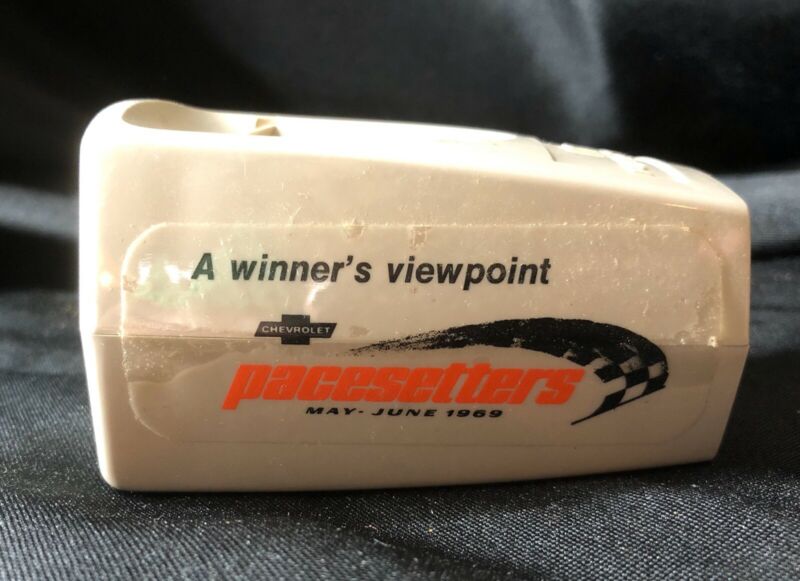 A winner's viewpoint
CHEVROLET
pacesetters
MAY-JUNE 1969